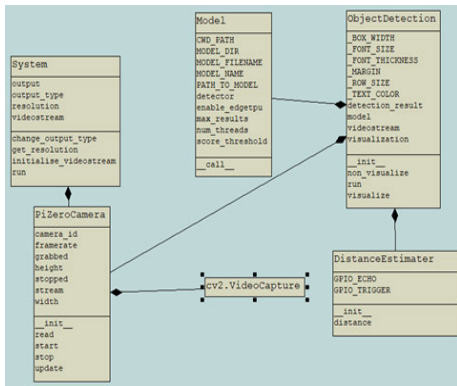 System
output
output_type
resolution
videostream
change_output_type
get_resolution
initialise_videostream
run
Model
CWD_PATH
MODEL_DIR
MODEL_FILENAME
MODEL_NAME
PATH_TO_MODEL
detector
enable_edgetpu
max_results
num_threads
score_threshold
__call__
ObjectDetection
_BOX_WIDTH
_FONT_SIZE
_FONT_THICKNESS
_MARGIN
_ROW_SIZE
_TEXT_COLOR
detection_result
model
videostream
visualization
__init__
non_visualize
run
visualize
PiZeroCamera
camera_id
framerate
grabbed
height
stopped
stream
width
__init__
read
start
stop
update
cv2.VideoCapture
DistanceEstimater
GPIO_ECHO
GPIO_TRIGGER
__init__
distance